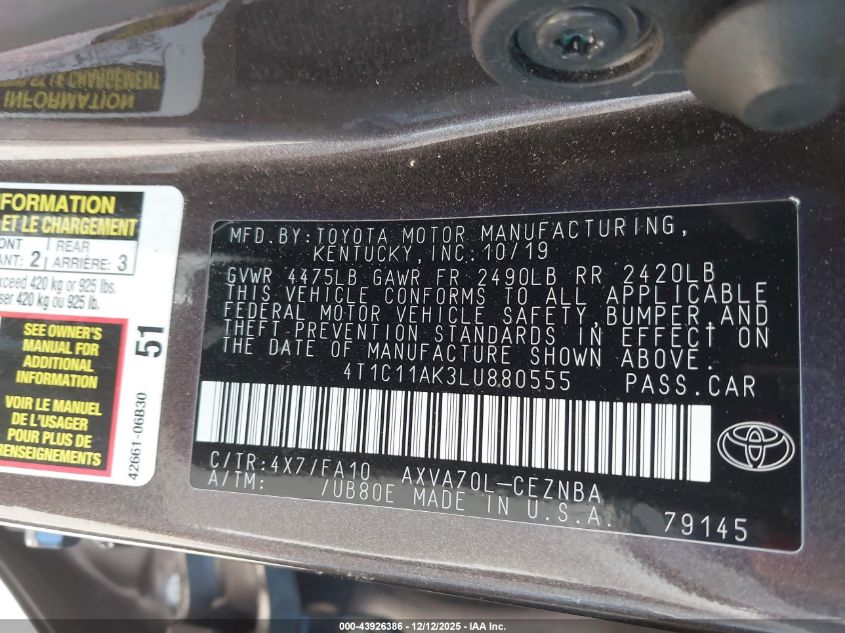 ET LE CHARGEMENT
INFORMATION
INFORMATION
ET LE CHARGEMENT
REAR
2 ARRIÈRE: 3
420 kg or 925 lbs.
420 kg ou 925 lb.
SEE OWNER'S
MANUAL FOR
ADDITIONAL
INFORMATION
VOIR LE MANUEL
DE L'USAGER
POUR PLUS DE
RENSEIGNEMENTS
51
42661-06B30
MFD.BY:TOYOTA MOTOR MANUFACTURING,
KENTUCKY,INC.10/19
GVWR 4475LB GAWR FR 2490LB RR 2420LB
THIS VEHICLE CONFORMS TO ALL APPLICABLE
FEDERAL MOTOR VEHICLE SAFETY,BUMPER,AND
THEFT-PREVENTION STANDARDS IN EFFECT ON
THE DATE OF MANUFACTURE SHOWN ABOVE.
4T1C11AK3LU880555 PASS.CAR
C/TR:4X7/FA10 AXVA70L-CEZNBA
A/TM: /UB80E MADE IN U.S.A.
79145
000-43926386 - 12/12/2025 - IAA Inc.